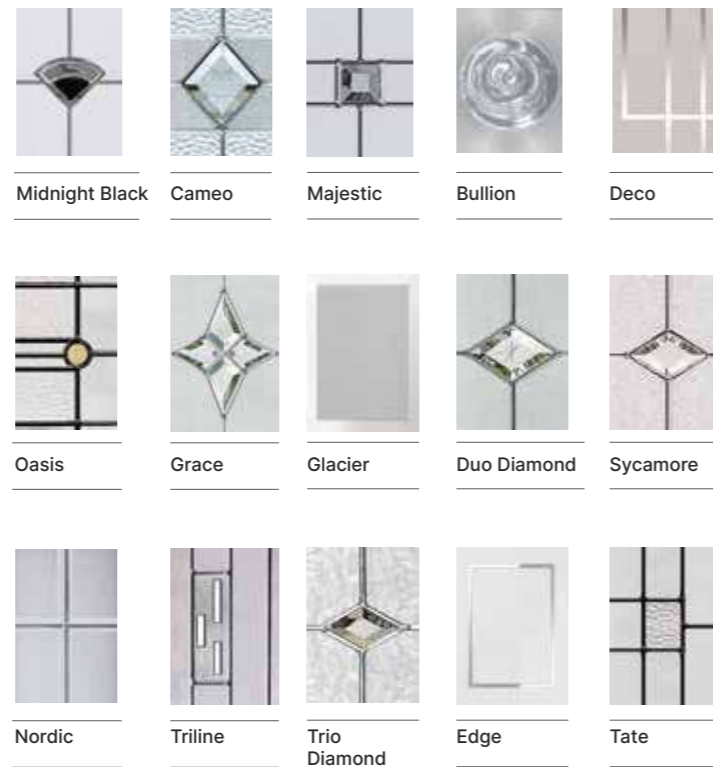 Midnight Black
Cameo
Majestic
Bullion
Deco
Oasis
Grace
Glacier
Duo Diamond
Sycamore
Nordic
Triline
Trio
Diamond
Edge
Tate